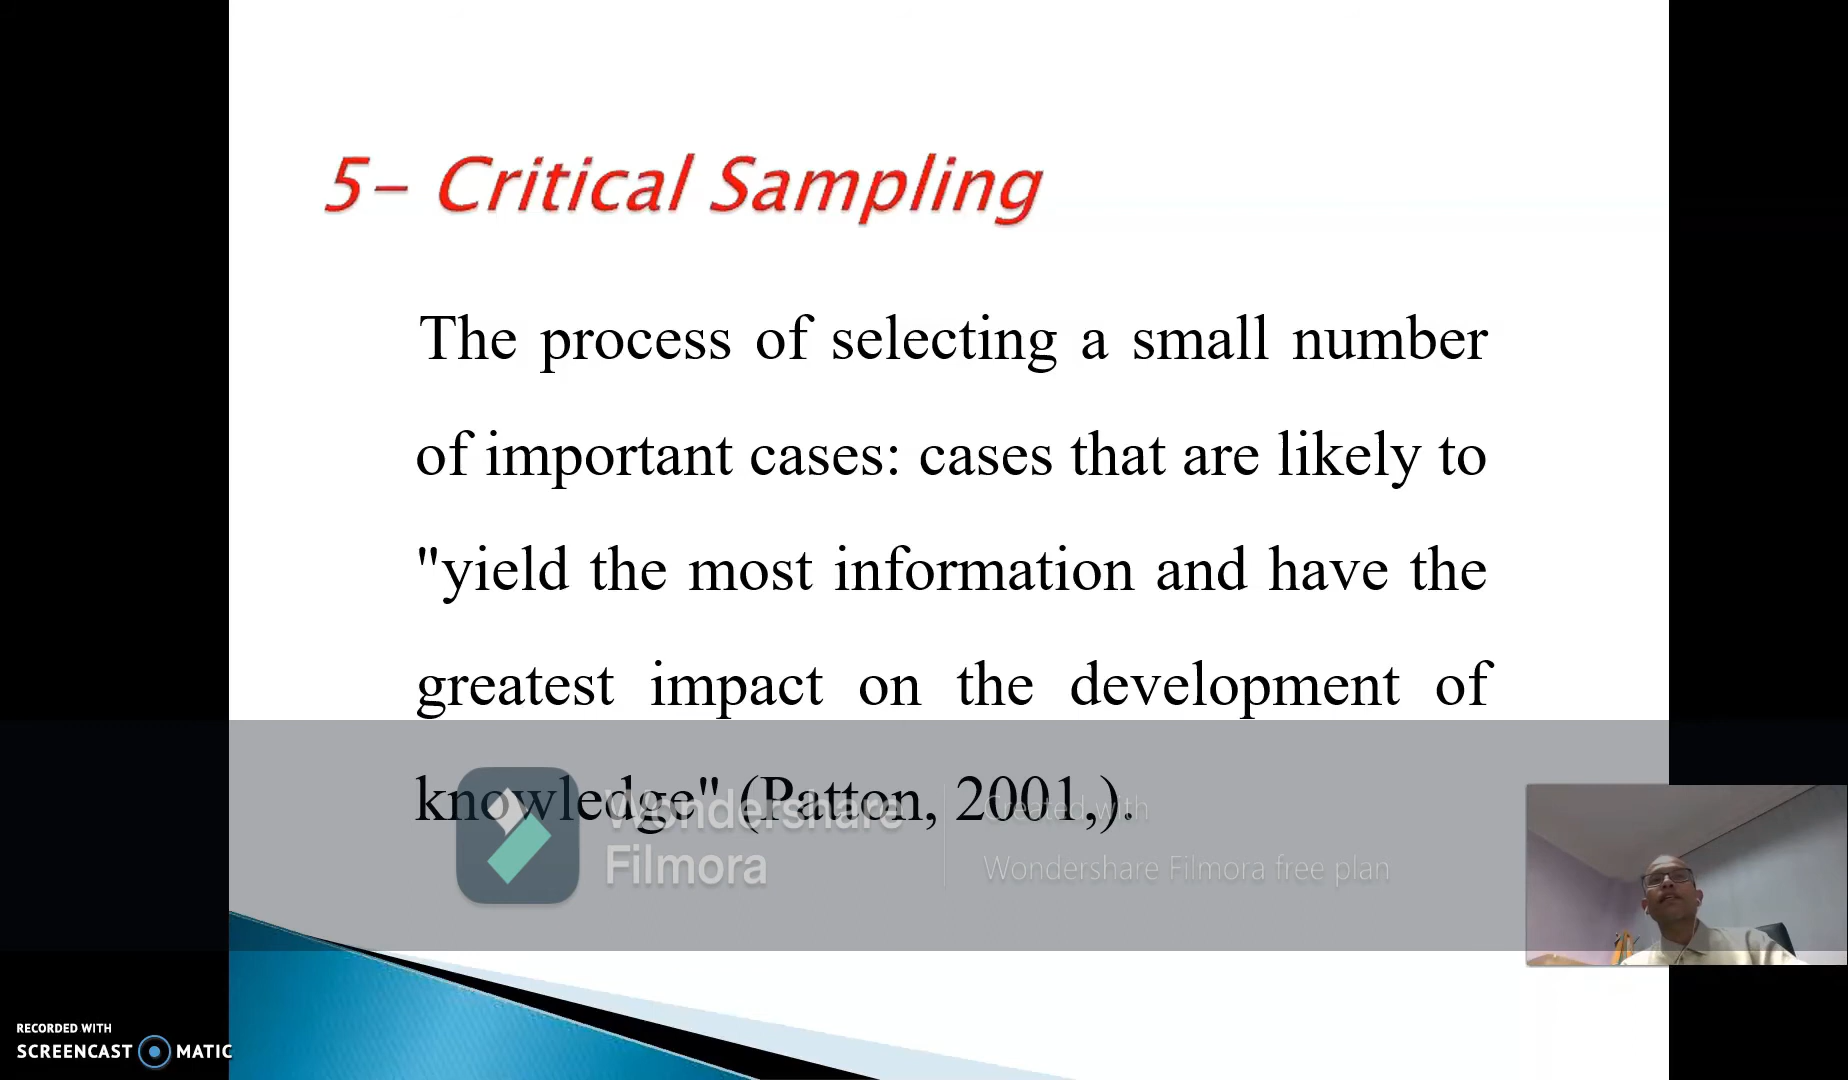 5- Critical Sampling
The process of selecting a small number
of important cases: cases that are likely to
"yield the most information and have the
greatest impact on the development of
knowledge" (Patton, 2001,).
Wondershare
Filmora
Created with
Wondershare Filmora free plan
RECORDED WITH
SCREENCAST MATIC